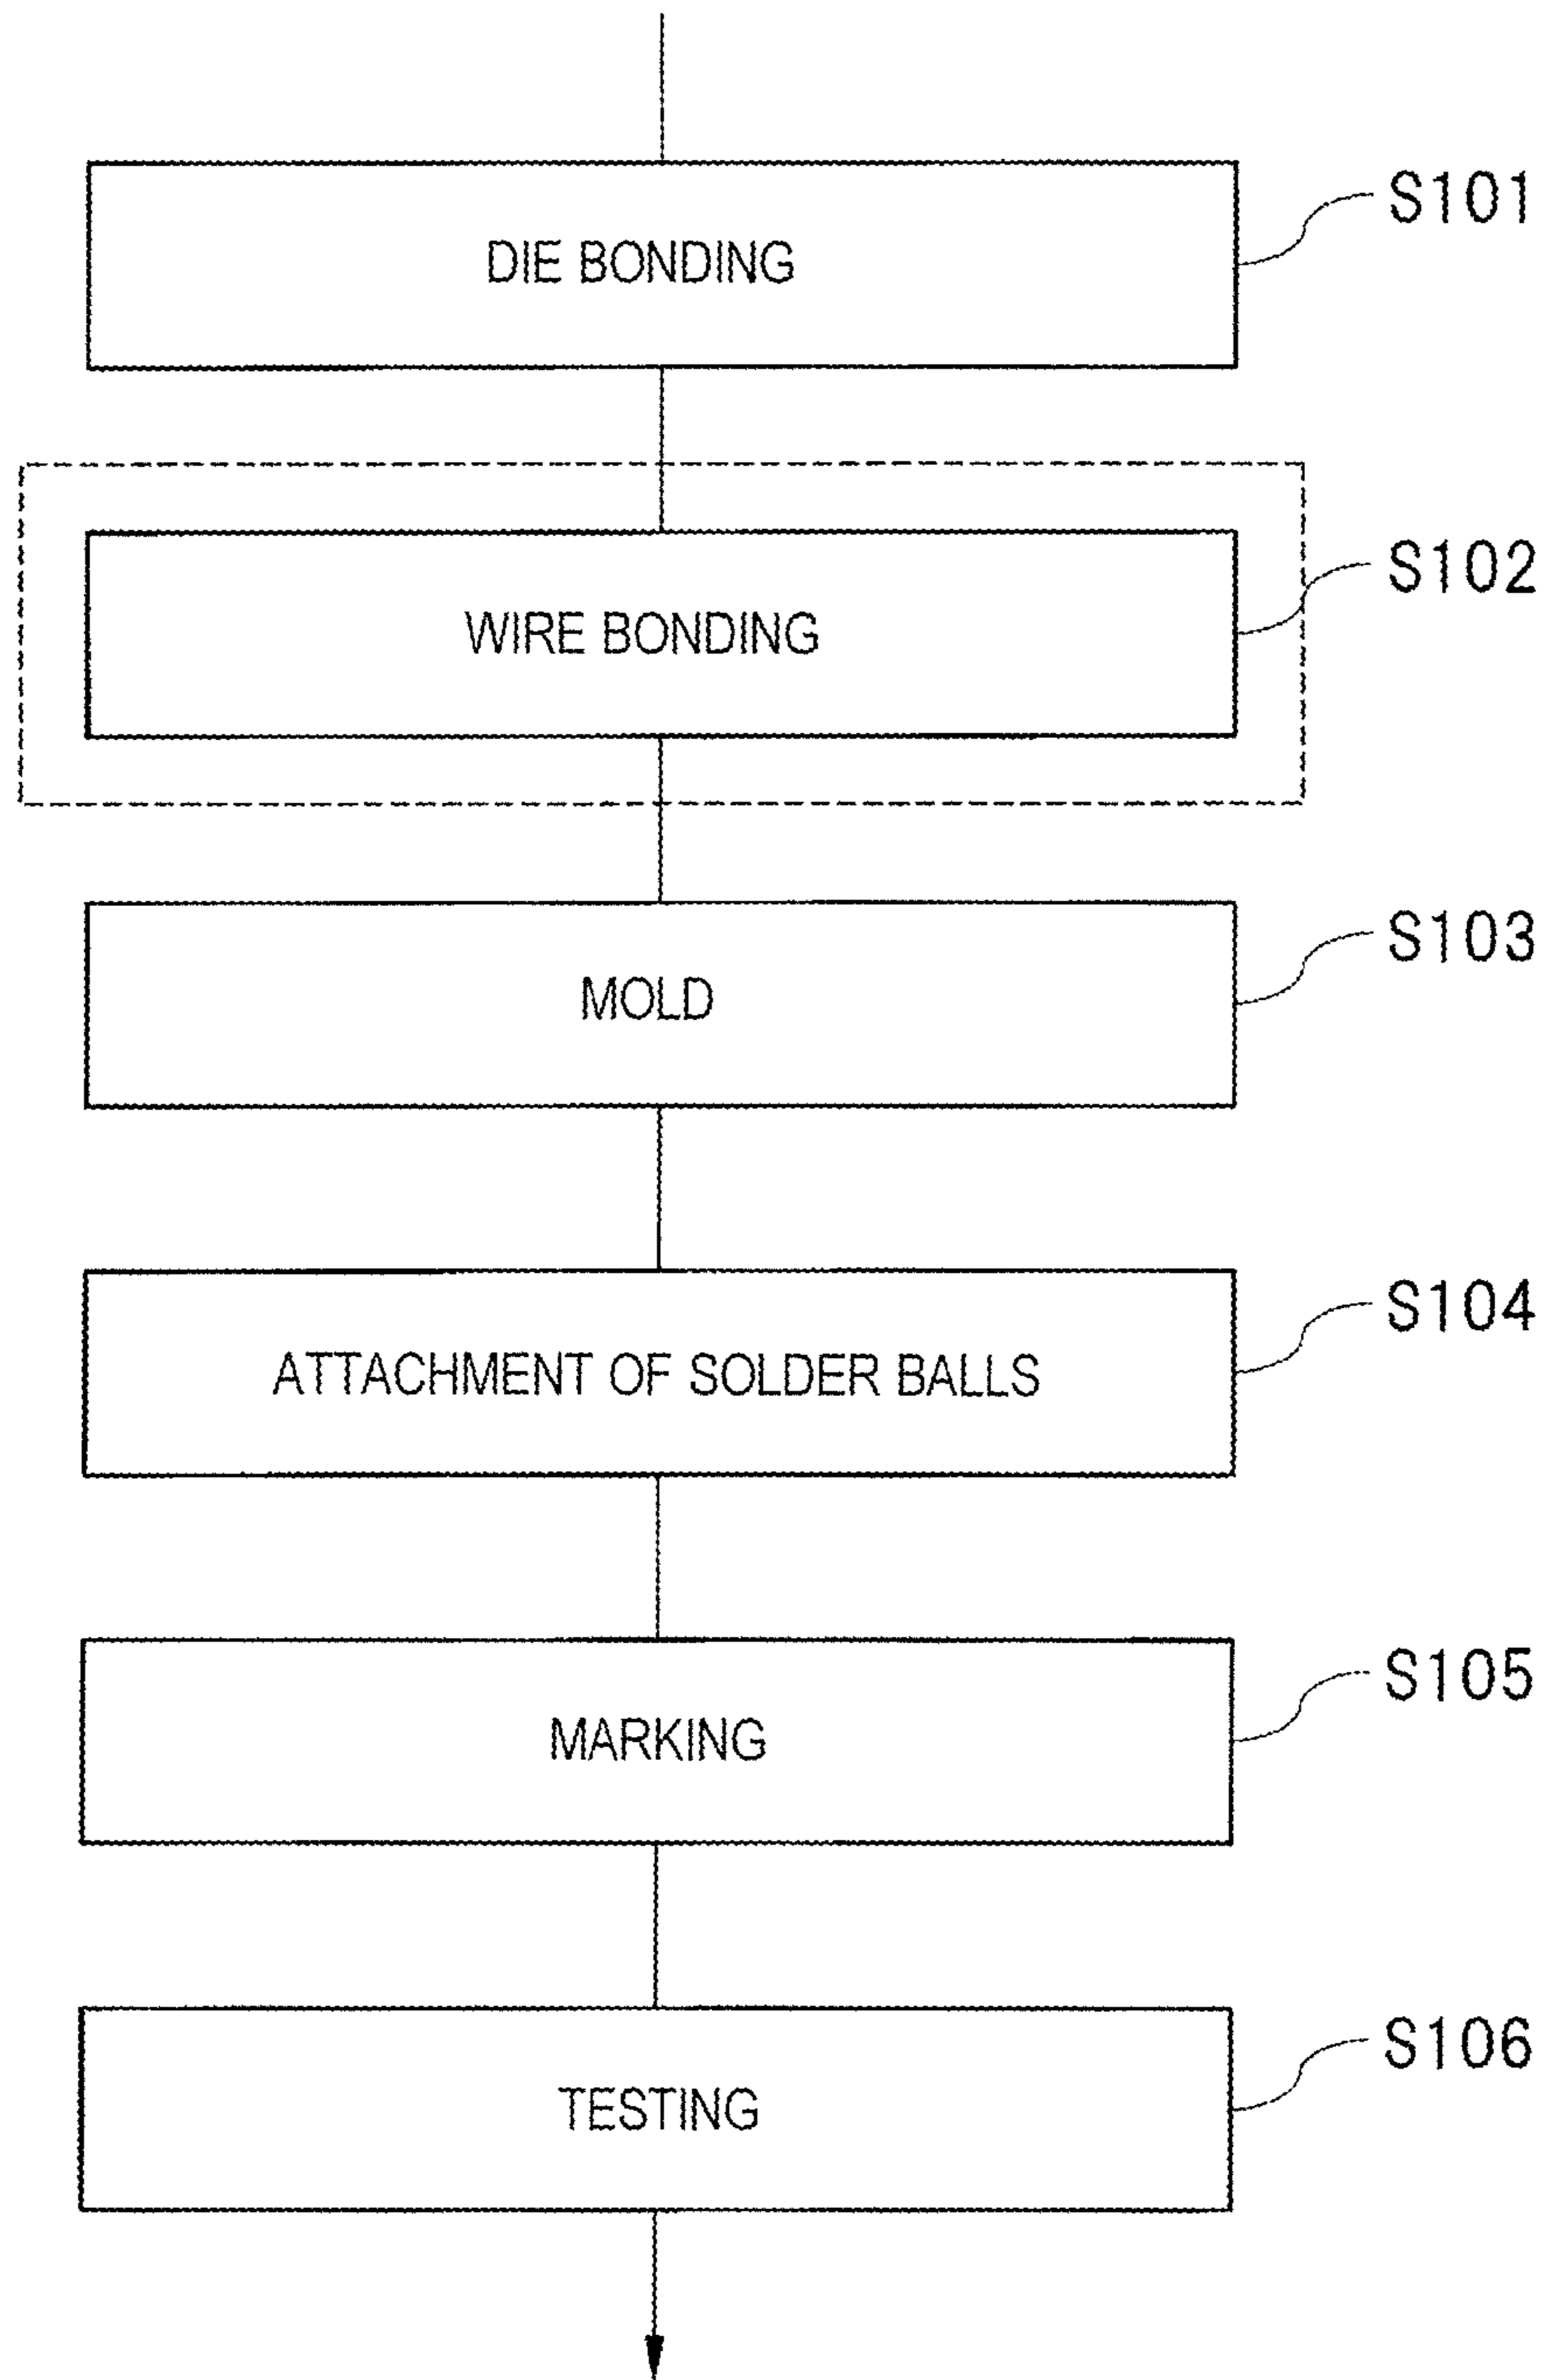 DIE BONDING
S101
WIRE BONDING
S102
MOLD
S103
ATTACHMENT OF SOLDER BALLS
S104
MARKING
S105
TESTING
S106